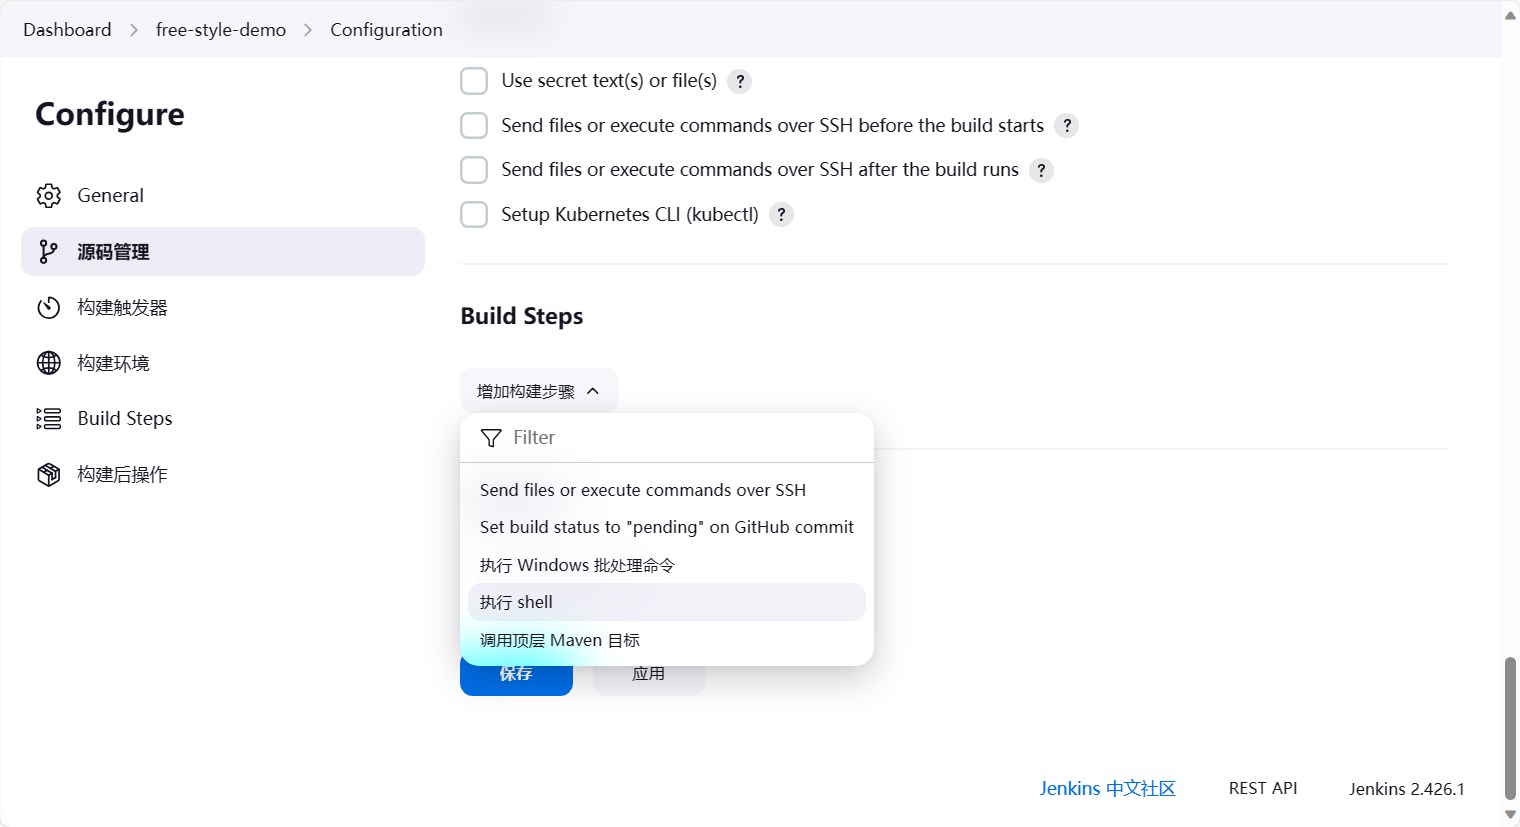 Dashboard > free-style-demo > Configuration
Configure
General
源码管理
构建触发器
构建环境
Build Steps
构建后操作
Use secret text(s) or file(s) ?
Send files or execute commands over SSH before the build starts ?
Send files or execute commands over SSH after the build runs ?
Setup Kubernetes CLI (kubectl) ?
Build Steps
增加构建步骤
Filter
Send files or execute commands over SSH
Set build status to "pending" on GitHub commit
执行 Windows 批处理命令
执行 shell
调用顶层 Maven 目标
保存
应用
Jenkins 中文社区
REST API
Jenkins 2.426.1